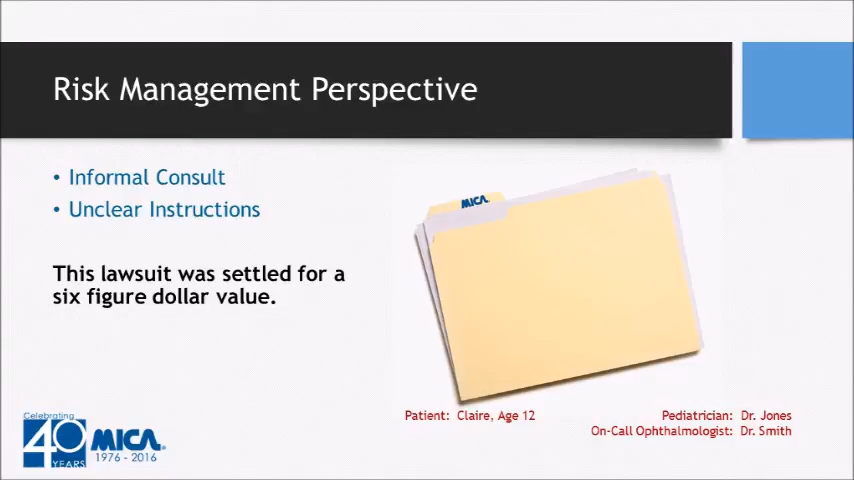 Risk Management Perspective
• Informal Consult
• Unclear Instructions
This lawsuit was settled for a
six figure dollar value.
MICA
Patient: Claire, Age 12
Pediatrician: Dr. Jones
On-Call Ophthalmologist: Dr. Smith
Celebrating
40
YEARS
MICA
1976 - 2016